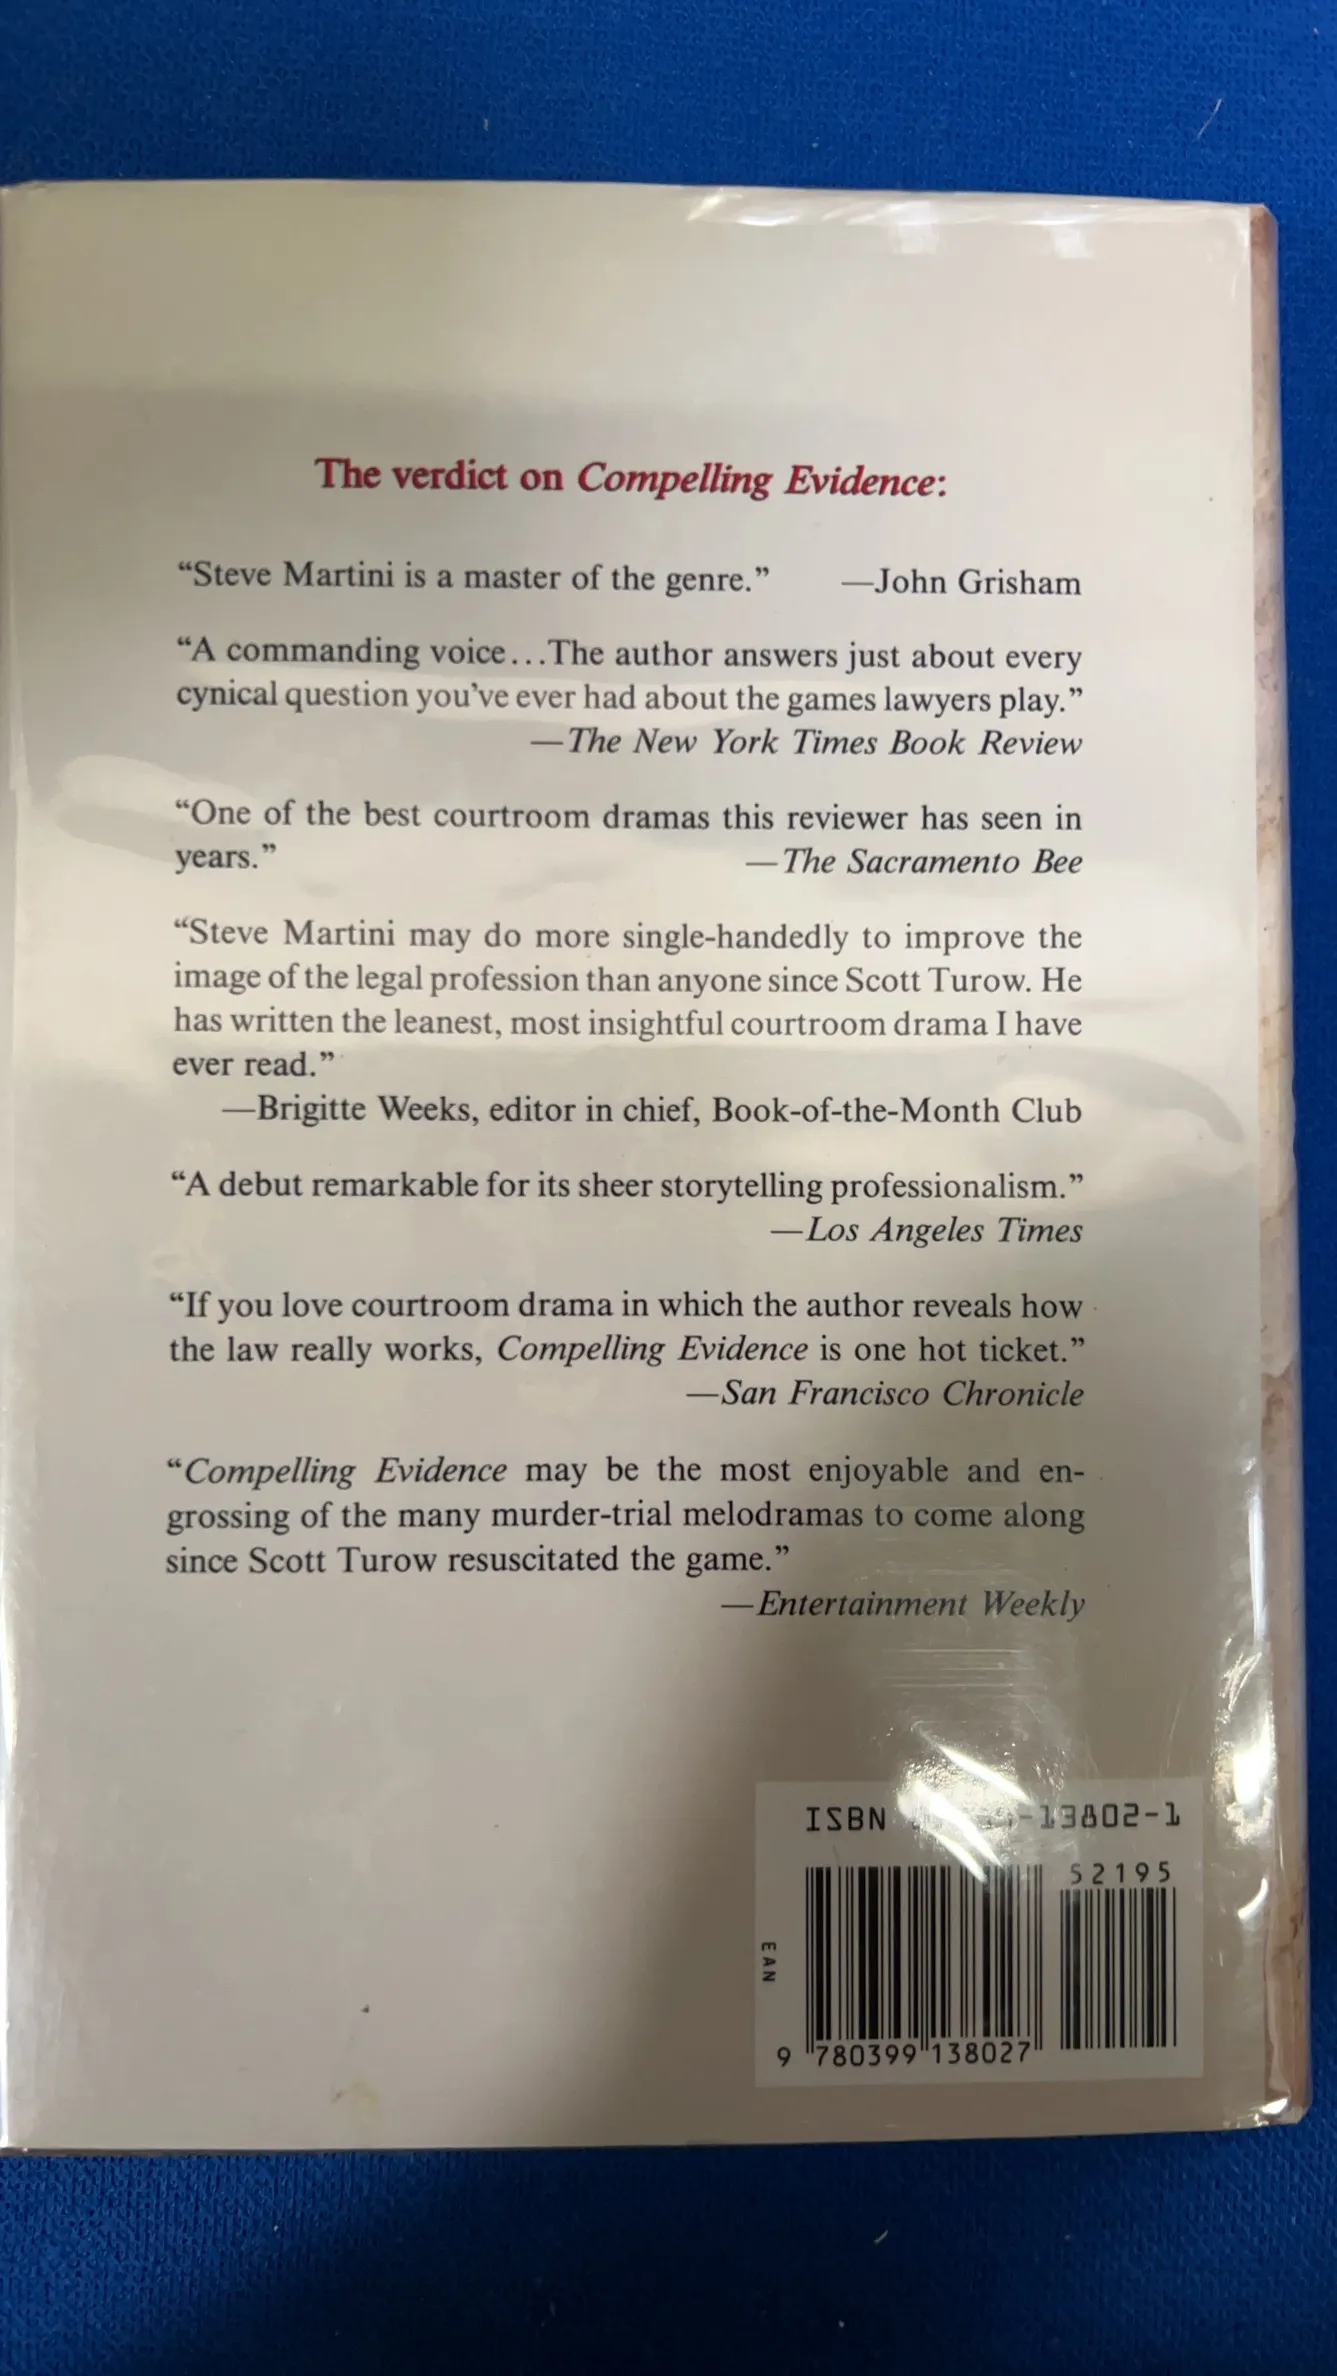 The verdict on Compelling Evidence:
“Steve Martini is a master of the genre.” —John Grisham
“A commanding voice...The author answers just about every
cynical question you’ve ever had about the games lawyers play.”
—The New York Times Book Review
“One of the best courtroom dramas this reviewer has seen in
years.” —The Sacramento Bee
“Steve Martini may do more single-handedly to improve the
image of the legal profession than anyone since Scott Turow. He
has written the leanest, most insightful courtroom drama I have
ever read.”
—Brigitte Weeks, editor in chief, Book-of-the-Month Club
“A debut remarkable for its sheer storytelling professionalism.”
—Los Angeles Times
“If you love courtroom drama in which the author reveals how
the law really works, Compelling Evidence is one hot ticket.”
—San Francisco Chronicle
“Compelling Evidence may be the most enjoyable and en-
grossing of the many murder-trial melodramas to come along
since Scott Turow resuscitated the game.”
—Entertainment Weekly
ISBN -13802-1
52195
EAN
9 780399 138027